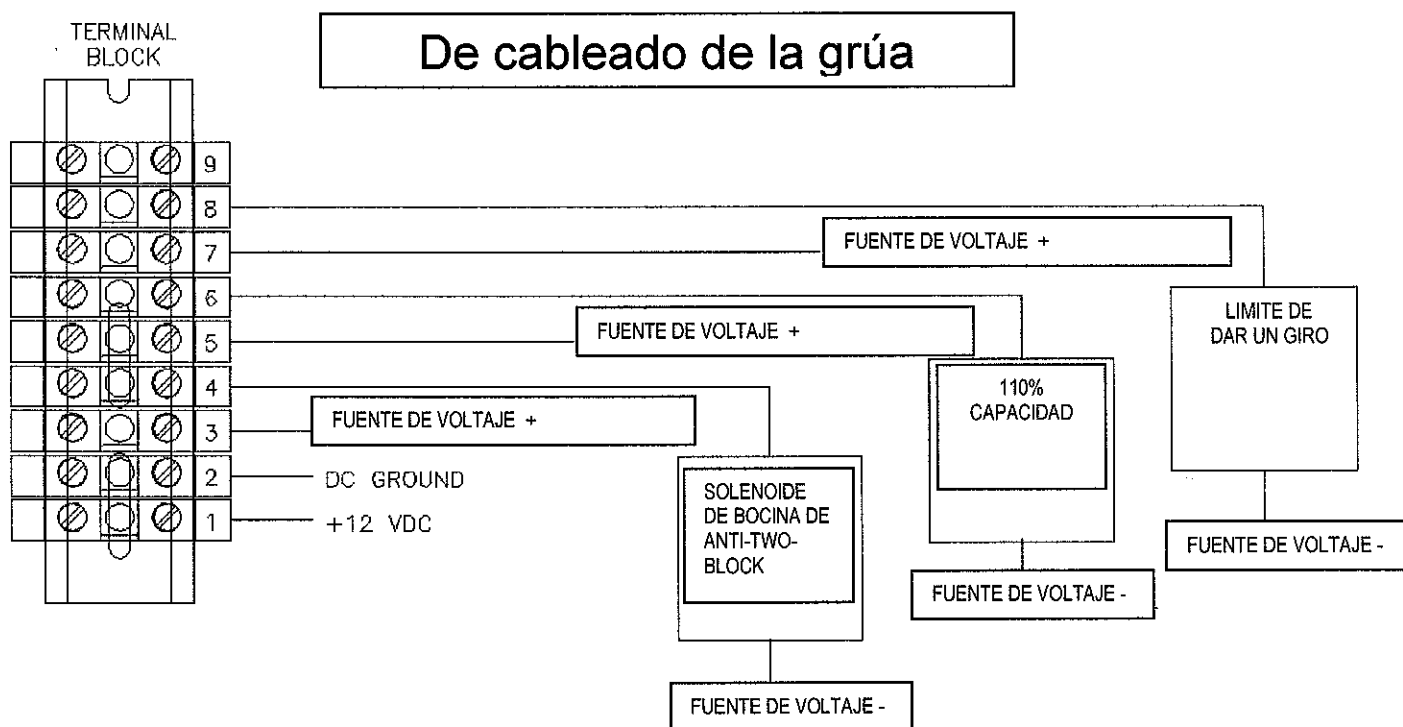 TERMINAL
BLOCK
De cableado de la grúa
9
8
7
FUENTE DE VOLTAJE +
6
LIMITE DE
DAR UN GIRO
5
FUENTE DE VOLTAJE +
4
110%
CAPACIDAD
3
FUENTE DE VOLTAJE +
2
DC GROUND
1
+12 VDC
SOLENOIDE
DE BOCINA DE
ANTI-TWO-
BLOCK
FUENTE DE VOLTAJE -
FUENTE DE VOLTAJE -
FUENTE DE VOLTAJE -